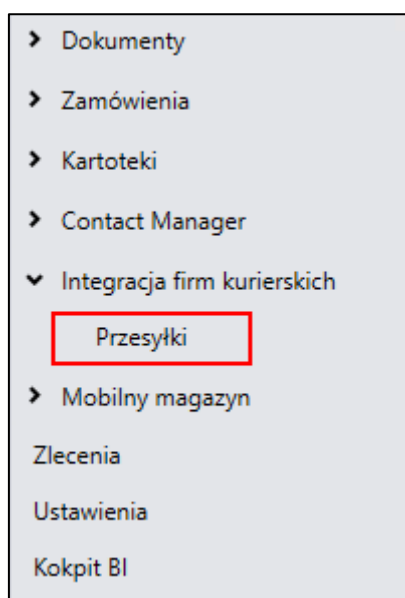 Dokumenty
Zamówienia
Kartoteki
Contact Manager
Integracja firm kurierskich
Przesyłki
Mobilny magazyn
Zlecenia
Ustawienia
Kokpit BI